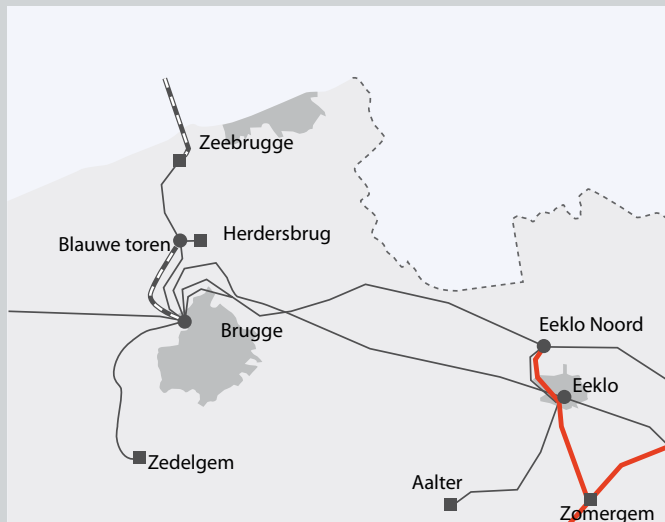 Zeebrugge
Blauwe toren
Herdersbrug
Brugge
Eeklo Noord
Eeklo
Zedelgem
Aalter
Zomergem